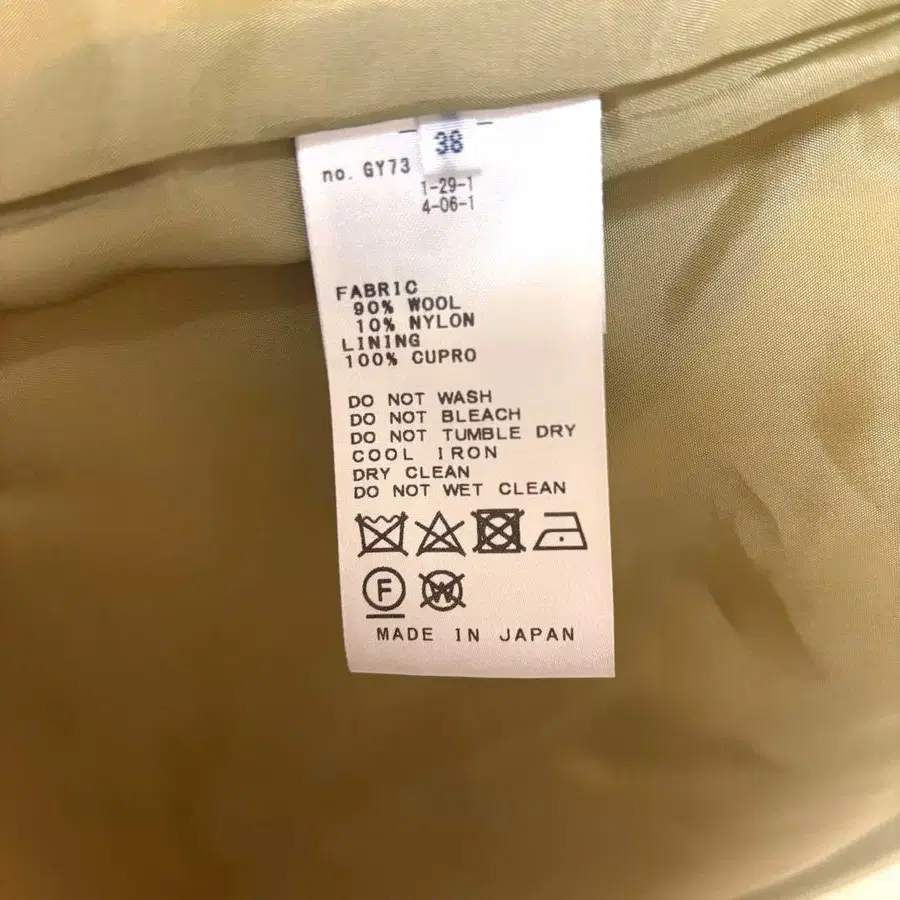 38
no. GY73
1-29-1
4-06-1
FABRIC
90% WOOL
10% NYLON
LINING
100% CUPRO
DO NOT WASH
DO NOT BLEACH
DO NOT TUMBLE DRY
COOL IRON
DRY CLEAN
DO NOT WET CLEAN
F W
MADE IN JAPAN